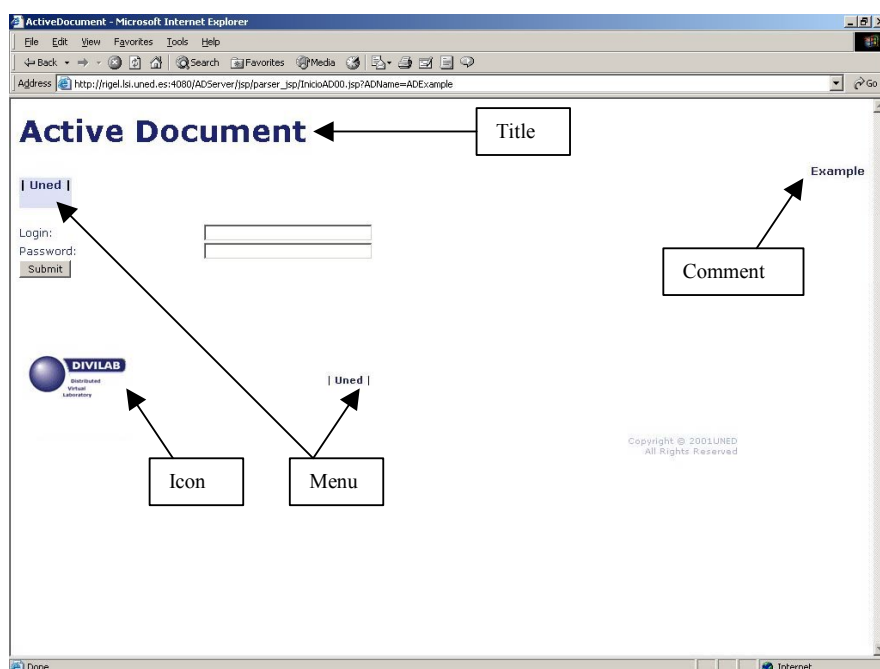 ActiveDocument - Microsoft Internet Explorer
File Edit View Favorites Tools Help
Back Search Favorites Media
Address http://rigel.lsi.uned.es:4080/ADServer/jsp/parser_jsp/InicioAD00.jsp?ADName=ADExample Go
Active Document
Title
Example
| Uned |
Login:
Password:
Submit
Comment
DIVILAB
Distributed
Virtual
Laboratory
| Uned |
Copyright © 2001UNED
All Rights Reserved
Icon
Menu
Done Internet